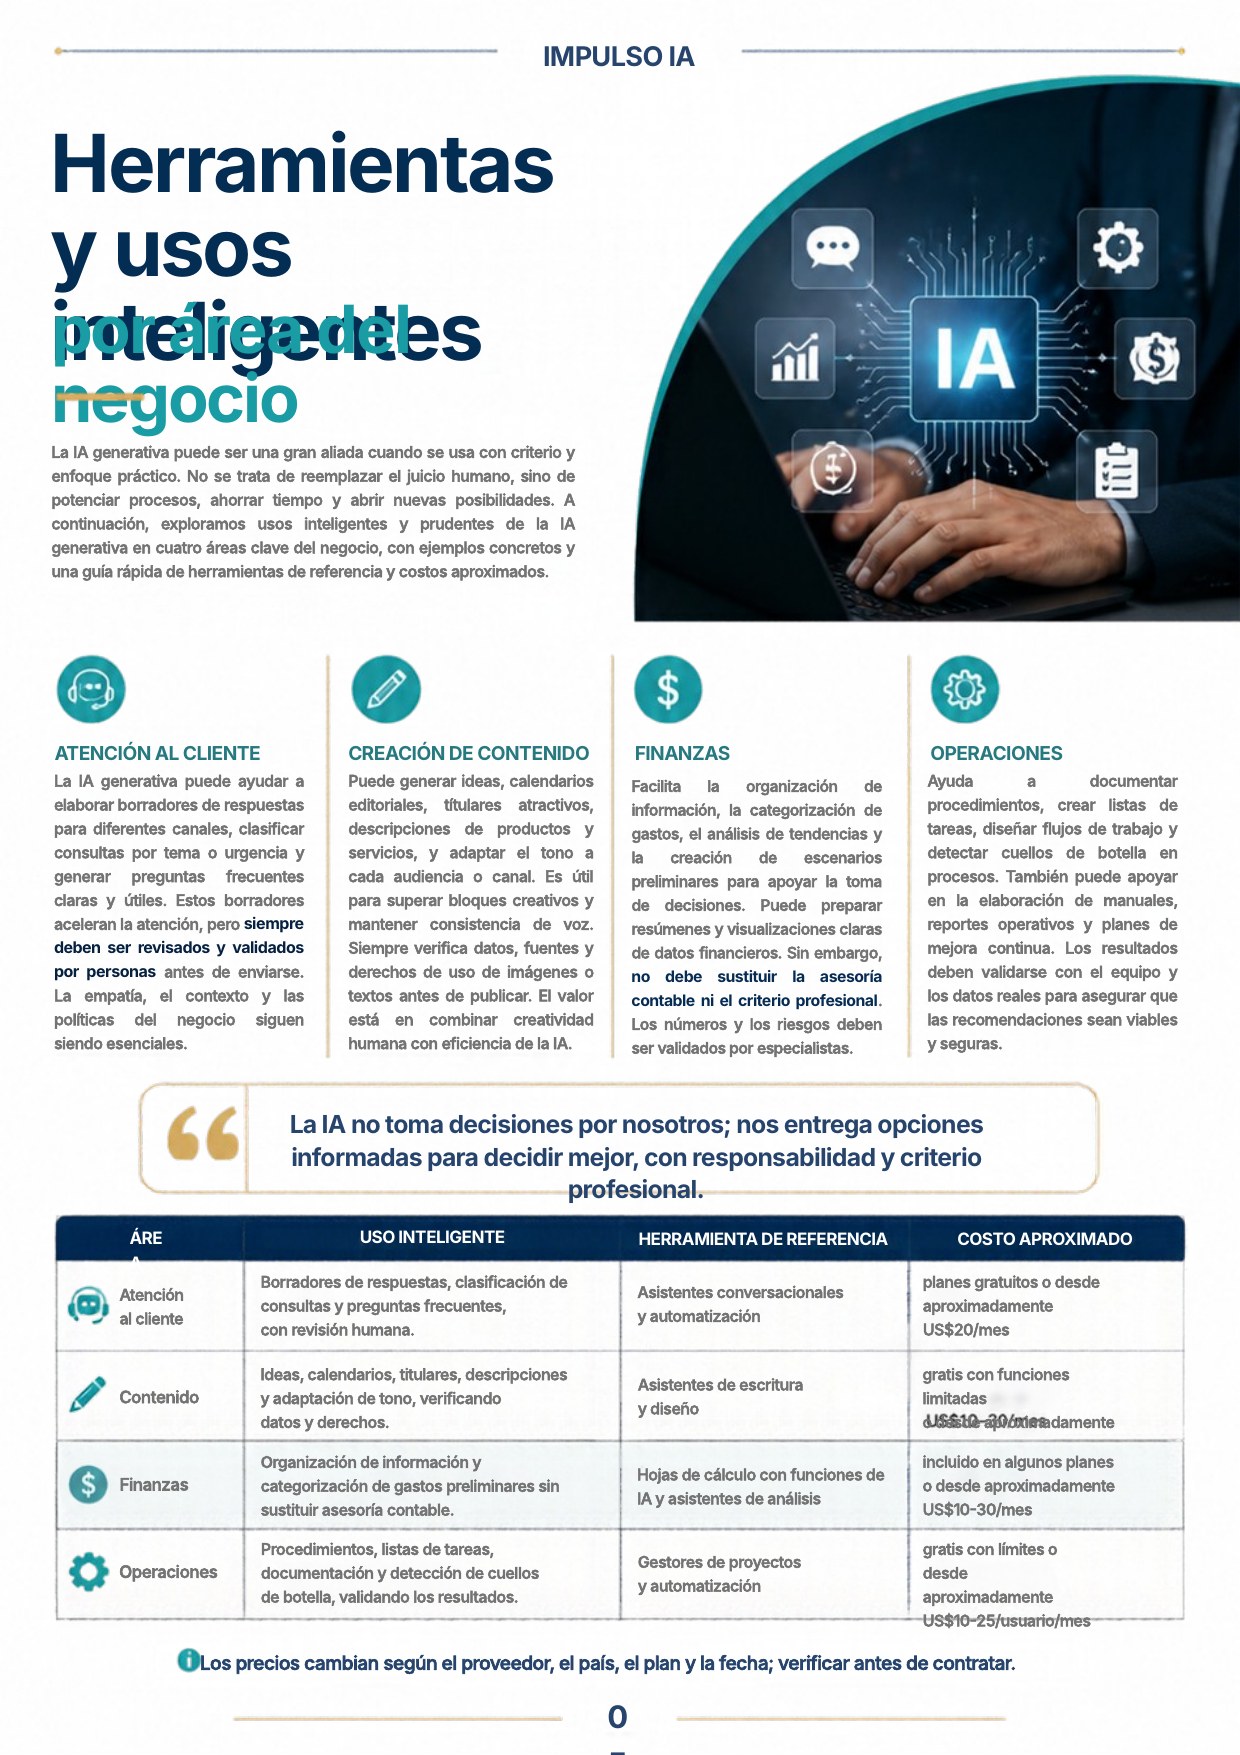 IMPULSO IA
Herramientas
y usos
inteligentes
por área del
negocio
La IA generativa puede ser una gran aliada cuando se usa con criterio y
enfoque práctico. No se trata de reemplazar el juicio humano, sino de
potenciar procesos, ahorrar tiempo y abrir nuevas posibilidades. A
continuación, exploramos usos inteligentes y prudentes de la IA
generativa en cuatro áreas clave del negocio, con ejemplos concretos y
una guía rápida de herramientas de referencia y costos aproximados.
IA
ATENCIÓN AL CLIENTE
La IA generativa puede ayudar a
elaborar borradores de respuestas
para diferentes canales, clasificar
consultas por tema o urgencia y
generar preguntas frecuentes
claras y útiles. Estos borradores
aceleran la atención, pero siempre
deben ser revisados y validados
por personas antes de enviarse.
La empatía, el contexto y las
políticas del negocio siguen
siendo esenciales.
CREACIÓN DE CONTENIDO
Puede generar ideas, calendarios
editoriales, títulares atractivos,
descripciones de productos y
servicios, y adaptar el tono a
cada audiencia o canal. Es útil
para superar bloques creativos y
mantener consistencia de voz.
Siempre verifica datos, fuentes y
derechos de uso de imágenes o
textos antes de publicar. El valor
está en combinar creatividad
humana con eficiencia de la IA.
FINANZAS
Facilita la organización de
información, la categorización de
gastos, el análisis de tendencias y
la creación de escenarios
preliminares para apoyar la toma
de decisiones. Puede preparar
resúmenes y visualizaciones claras
de datos financieros. Sin embargo,
no debe sustituir la asesoría
contable ni el criterio profesional.
Los números y los riesgos deben
ser validados por especialistas.
OPERACIONES
Ayuda a documentar
procedimientos, crear listas de
tareas, diseñar flujos de trabajo y
detectar cuellos de botella en
procesos. También puede apoyar
en la elaboración de manuales,
reportes operativos y planes de
mejora continua. Los resultados
deben validarse con el equipo y
los datos reales para asegurar que
las recomendaciones sean viables
y seguras.
La IA no toma decisiones por nosotros; nos entrega opciones
informadas para decidir mejor, con responsabilidad y criterio
profesional.
ÁRE
USO INTELIGENTE
HERRAMIENTA DE REFERENCIA
COSTO APROXIMADO
Atención
al cliente
Borradores de respuestas, clasificación de
consultas y preguntas frecuentes,
con revisión humana.
Asistentes conversacionales
y automatización
planes gratuitos o desde
aproximadamente
US$20/mes
Contenido
Ideas, calendarios, titulares, descripciones
y adaptación de tono, verificando
datos y derechos.
Asistentes de escritura
y diseño
gratis con funciones
limitadas
o desde aproximadamente
US$10-30/mes
Finanzas
Organización de información y
categorización de gastos preliminares sin
sustituir asesoría contable.
Hojas de cálculo con funciones de
IA y asistentes de análisis
incluido en algunos planes
o desde aproximadamente
US$10-30/mes
Operaciones
Procedimientos, listas de tareas,
documentación y detección de cuellos
de botella, validando los resultados.
Gestores de proyectos
y automatización
gratis con límites o
desde
aproximadamente
US$10-25/usuario/mes
Los precios cambian según el proveedor, el país, el plan y la fecha; verificar antes de contratar.
0